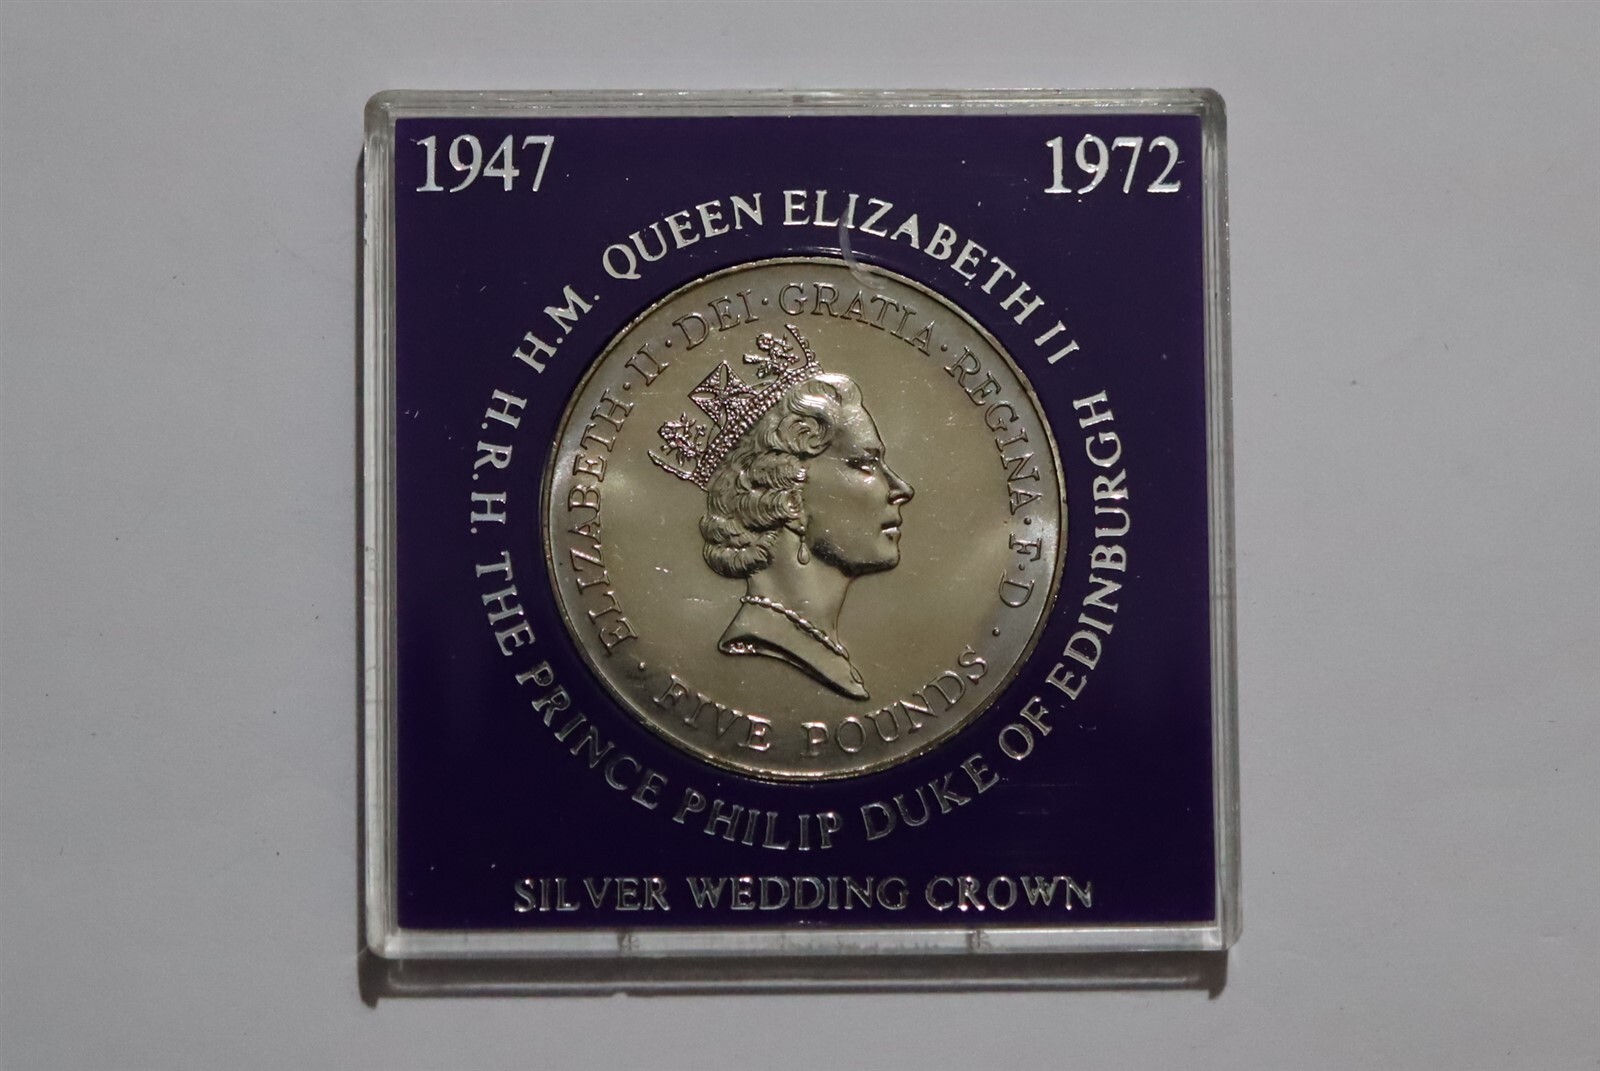 1947
1972
H.M. QUEEN ELIZABETH II
H.R.H. THE PRINCE PHILIP DUKE OF EDINBURGH
ELIZABETH · II · DEI · GRATIA · REGINA · F · D ·
FIVE POUNDS ·
SILVER WEDDING CROWN